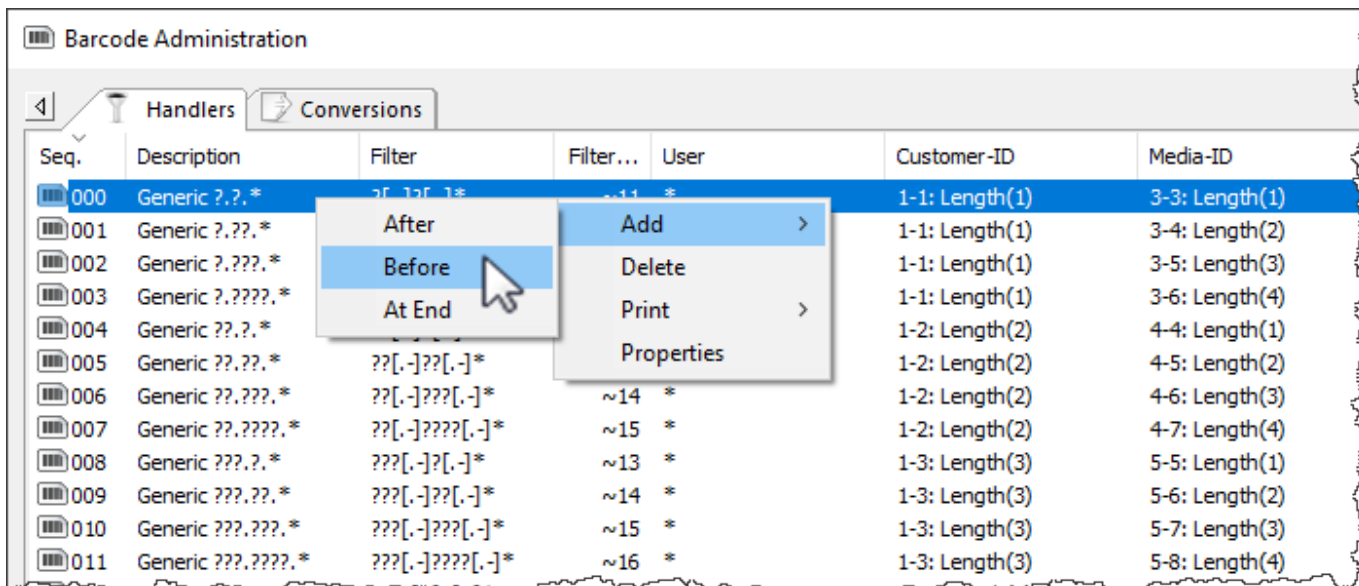 Barcode Administration
Handlers Conversions
Seq. Description Filter Filter... User Customer-ID Media-ID
000 Generic ?.?.* ?[.-]?[.-]* ~11 * 1-1: Length(1) 3-3: Length(1)
After Add >
001 Generic ?.??.* 1-1: Length(1) 3-4: Length(2)
002 Generic ?.???.* Before Delete 1-1: Length(1) 3-5: Length(3)
003 Generic ?.????.* At End Print > 1-1: Length(1) 3-6: Length(4)
004 Generic ??.?.* 1-2: Length(2) 4-4: Length(1)
005 Generic ??.??.* ??[.-]??[.-]* Properties 1-2: Length(2) 4-5: Length(2)
006 Generic ??.???.* ??[.-]???[.-]* ~14 * 1-2: Length(2) 4-6: Length(3)
007 Generic ??.????.* ??[.-]????[.-]* ~15 * 1-2: Length(2) 4-7: Length(4)
008 Generic ???.?.* ???[.-]?[.-]* ~13 * 1-3: Length(3) 5-5: Length(1)
009 Generic ???.??.* ???[.-]??[.-]* ~14 * 1-3: Length(3) 5-6: Length(2)
010 Generic ???.???.* ???[.-]???[.-]* ~15 * 1-3: Length(3) 5-7: Length(3)
011 Generic ???.????.* ???[.-]????[.-]* ~16 * 1-3: Length(3) 5-8: Length(4)